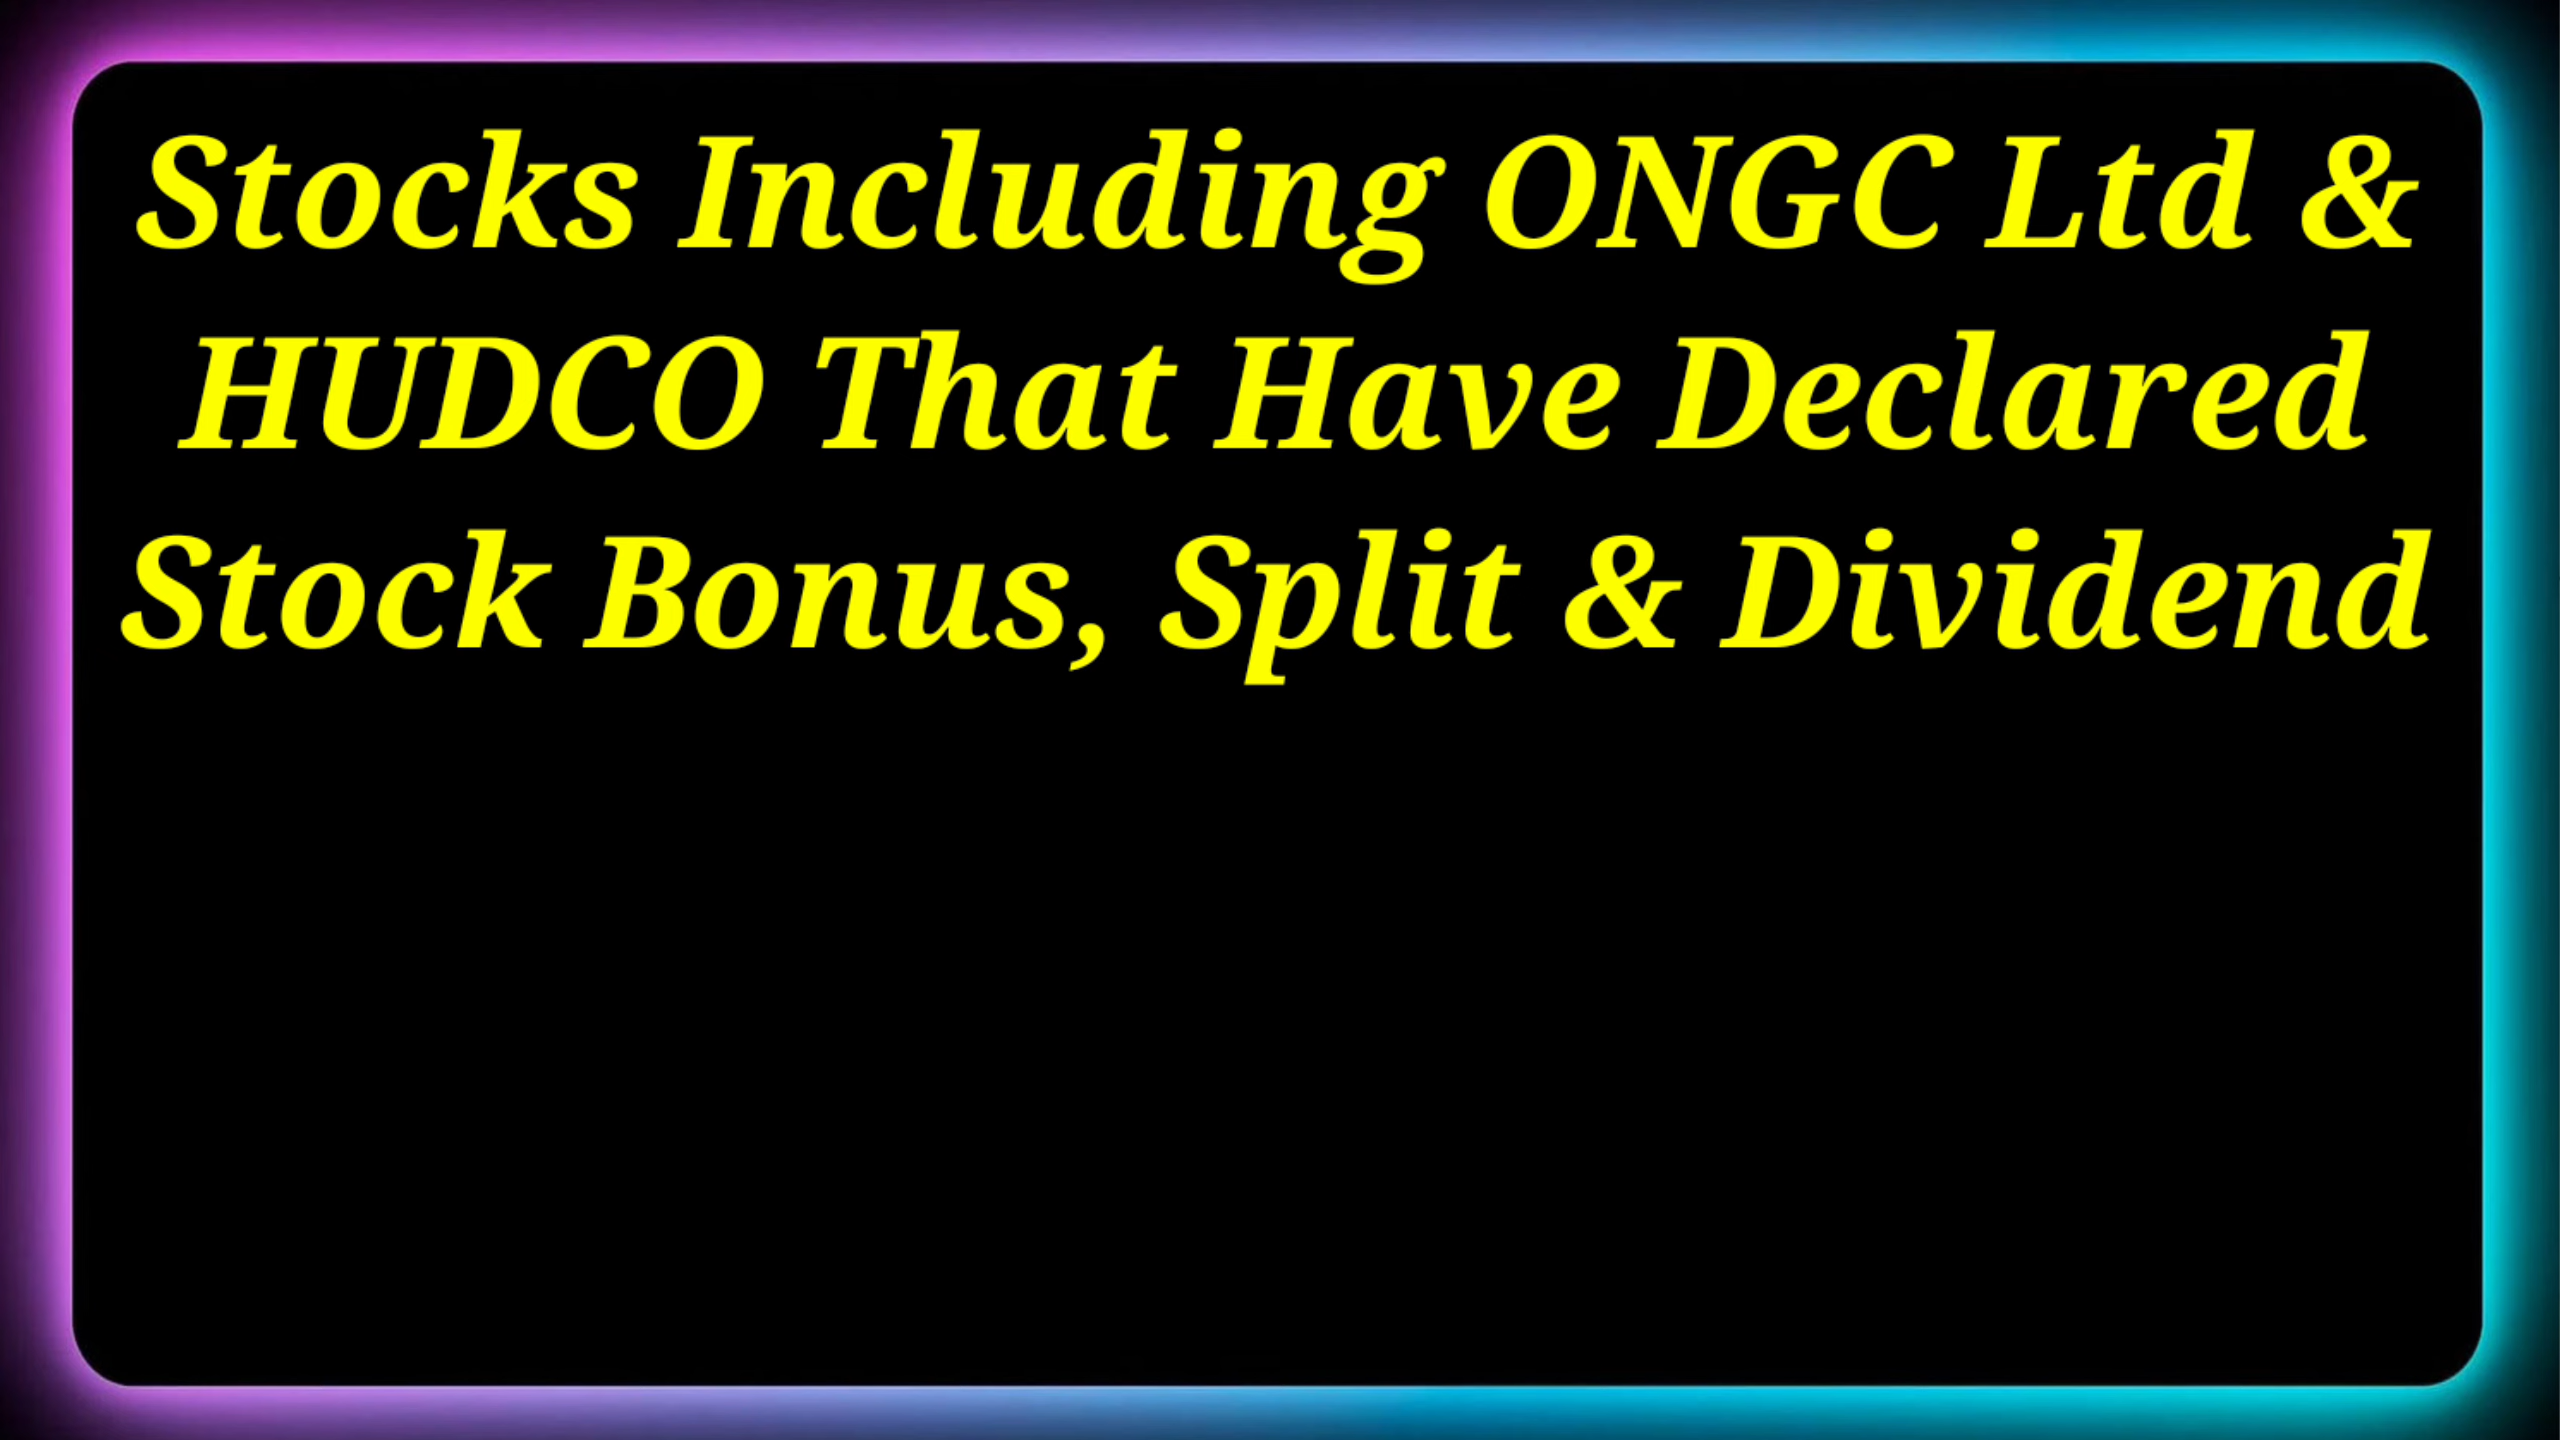 Stocks Including ONGC Ltd &
HUDCO That Have Declared
Stock Bonus, Split & Dividend